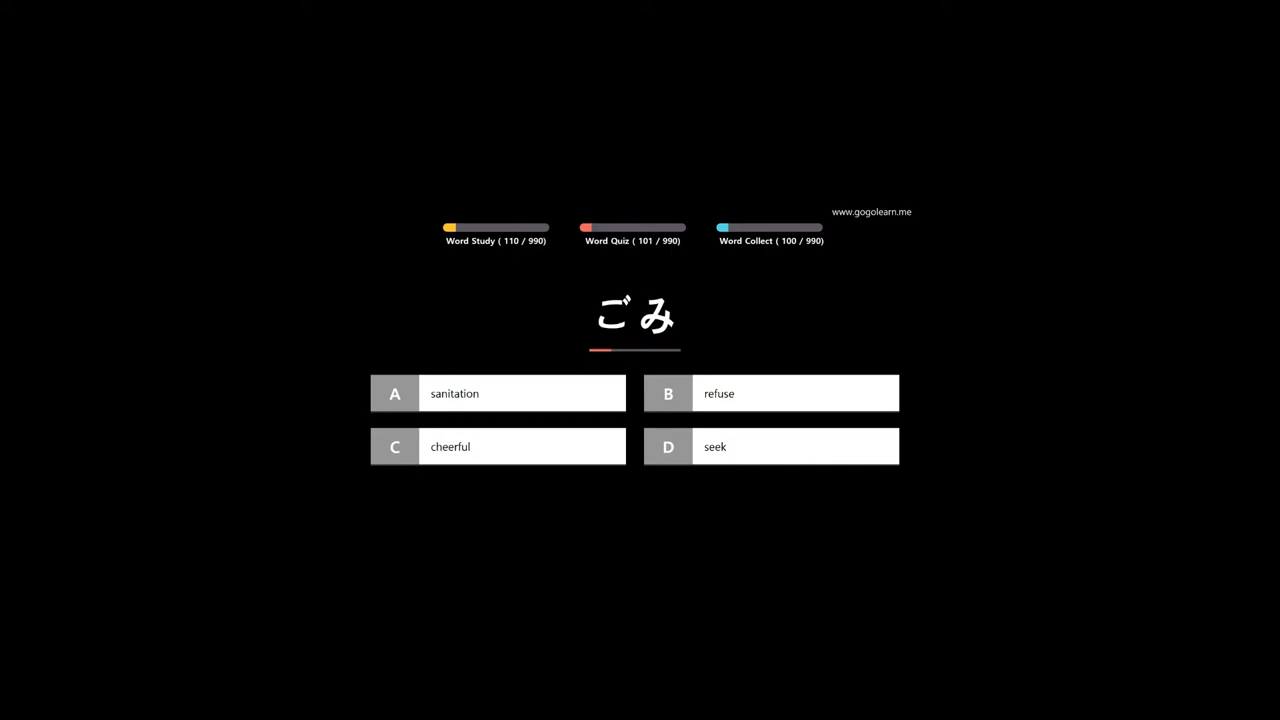 www.gogolearn.me
Word Study ( 110 / 990)
Word Quiz ( 101 / 990)
Word Collect ( 100 / 990)
ごみ
A sanitation
B refuse
C cheerful
D seek